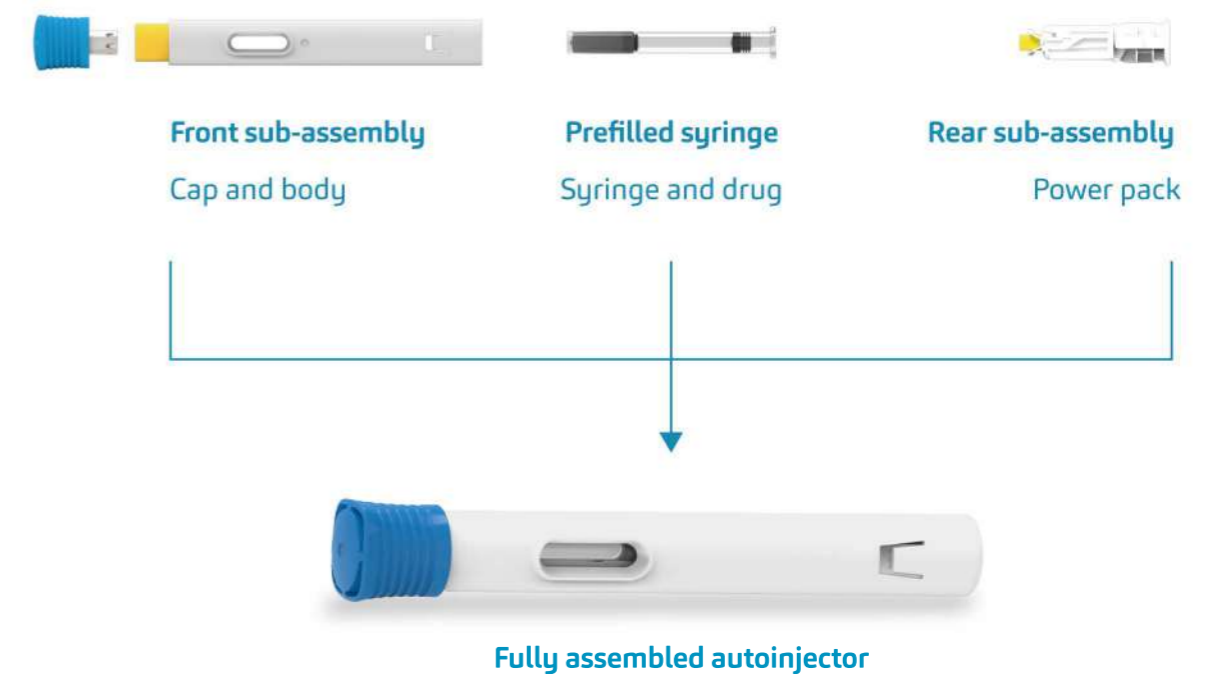 Front sub-assembly
Cap and body
Prefilled syringe
Syringe and drug
Rear sub-assembly
Power pack
Fully assembled autoinjector